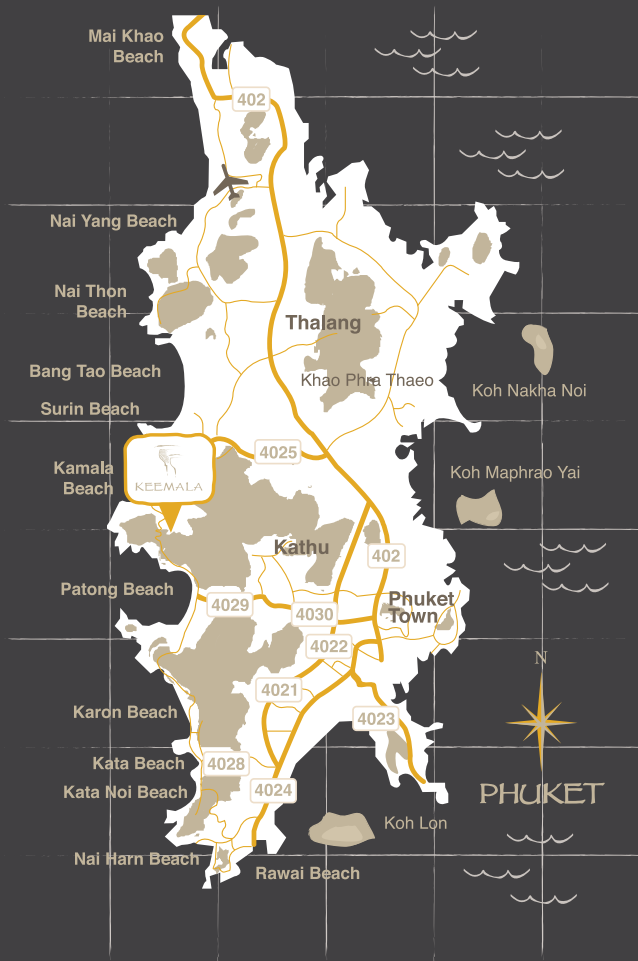 Mai Khao
Beach
402
Nai Yang Beach
Nai Thon
Beach
Thalang
Bang Tao Beach
Khao Phra Thaeo
Koh Nakha Noi
Surin Beach
4025
Kamala
Beach
KEEMALA
Koh Maphrao Yai
Kathu
402
Patong Beach
4029
4030
Phuket
Town
4022
N
4021
Karon Beach
4023
Kata Beach
4028
Kata Noi Beach
4024
PHUKET
Koh Lon
Nai Harn Beach
Rawai Beach